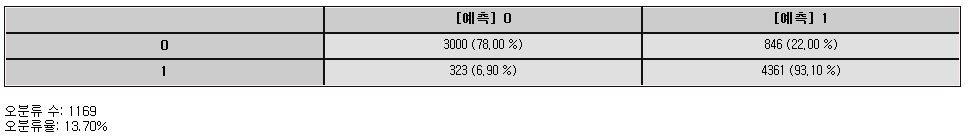 [예측] 0 [예측] 1
0 3000 (78,00 %) 846 (22,00 %)
1 323 (6,90 %) 4361 (93,10 %)
오분류 수: 1169
오분류율: 13.70%